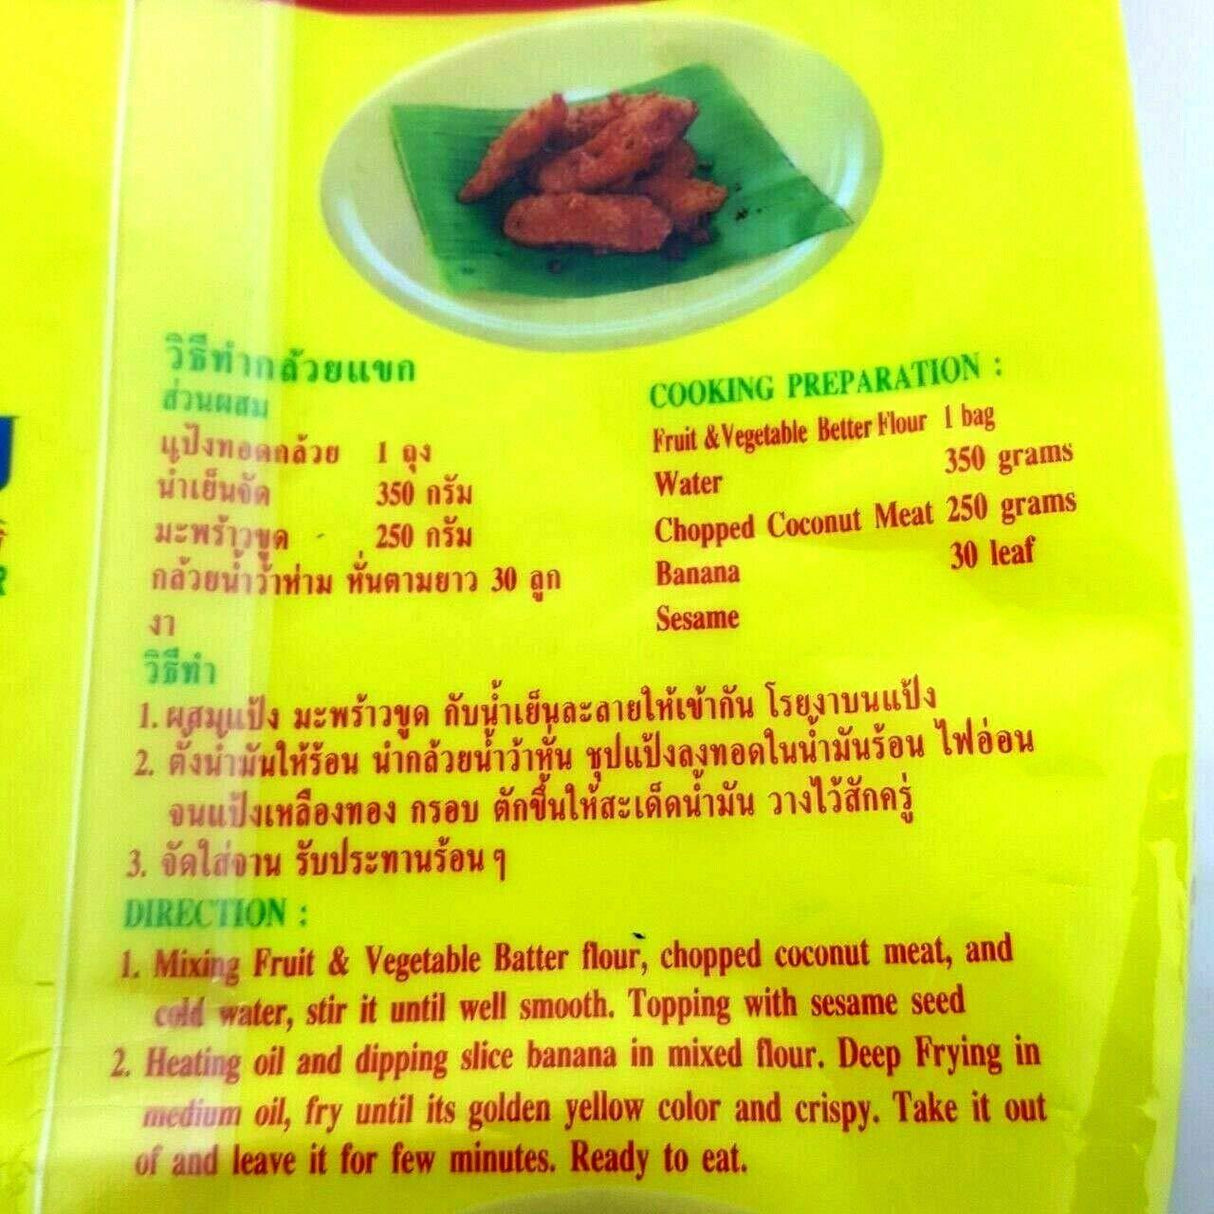 วิธีทำกล้วยแขก
ส่วนผสม
แป้งทอดกล้วย 1 ถุง
น้ำเย็นจัด 350 กรัม
มะพร้าวขูด 250 กรัม
กล้วยน้ำว้าห่าม หั่นตามยาว 30 ลูก
งา
COOKING PREPARATION :
Fruit & Vegetable Better Flour 1 bag
Water 350 grams
Chopped Coconut Meat 250 grams
Banana 30 leaf
Sesame
วิธีทำ
1. ผสมแป้ง มะพร้าวขูด กับน้ำเย็นละลายให้เข้ากัน โรยงาบนแป้ง
2. ตั้งน้ำมันให้ร้อน นำกล้วยน้ำว้าหั่น ชุปแป้งลงทอดในน้ำมันร้อน ไฟอ่อน
จนแป้งเหลืองทอง กรอบ ตักขึ้นให้สะเด็ดน้ำมัน วางไว้สักครู่
3. จัดใส่จาน รับประทานร้อน ๆ
DIRECTION :
1. Mixing Fruit & Vegetable Batter flour, chopped coconut meat, and
cold water, stir it until well smooth. Topping with sesame seed
2. Heating oil and dipping slice banana in mixed flour. Deep Frying in
medium oil, fry until its golden yellow color and crispy. Take it out
of and leave it for few minutes. Ready to eat.